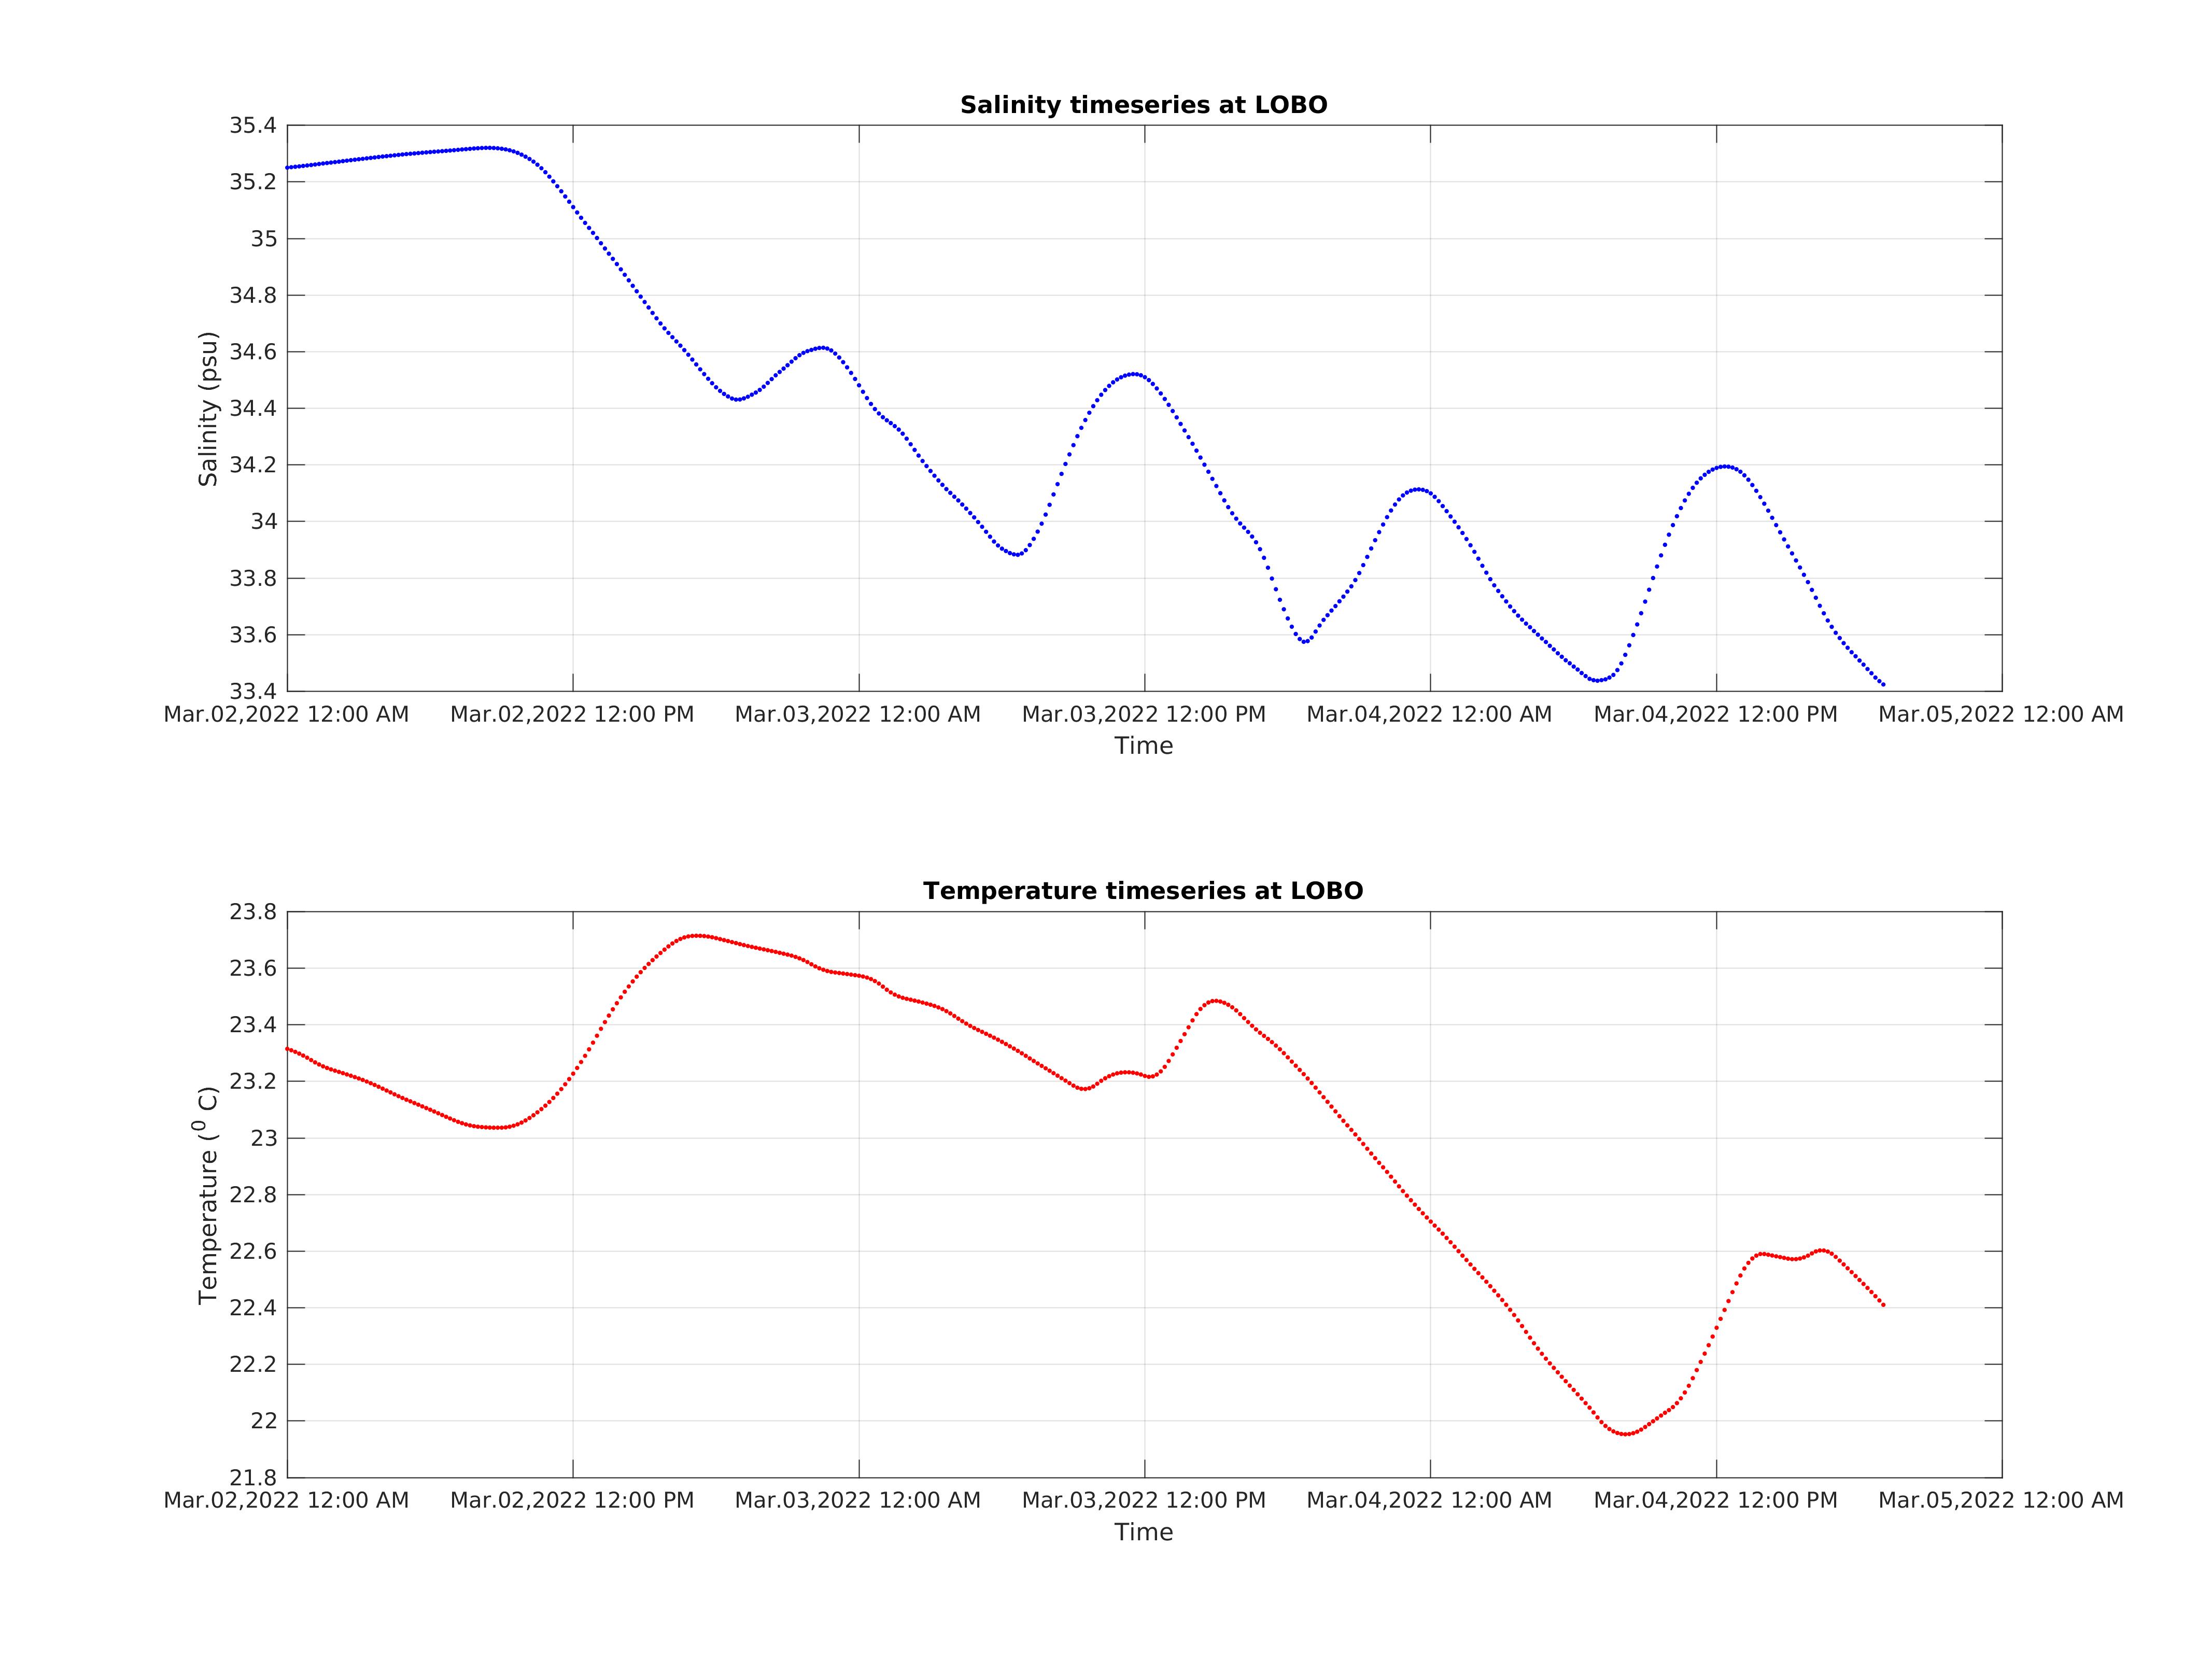 Salinity timeseries at LOBO
35.4
35.2
35
34.8
34.6
34.4
34.2
34
33.8
33.6
33.4
Salinity (psu)
Mar.02,2022 12:00 AM Mar.02,2022 12:00 PM Mar.03,2022 12:00 AM Mar.03,2022 12:00 PM Mar.04,2022 12:00 AM Mar.04,2022 12:00 PM Mar.05,2022 12:00 AM
Time
Temperature timeseries at LOBO
23.8
23.6
23.4
23.2
23
22.8
22.6
22.4
22.2
22
21.8
Temperature (⁰ C)
Mar.02,2022 12:00 AM Mar.02,2022 12:00 PM Mar.03,2022 12:00 AM Mar.03,2022 12:00 PM Mar.04,2022 12:00 AM Mar.04,2022 12:00 PM Mar.05,2022 12:00 AM
Time